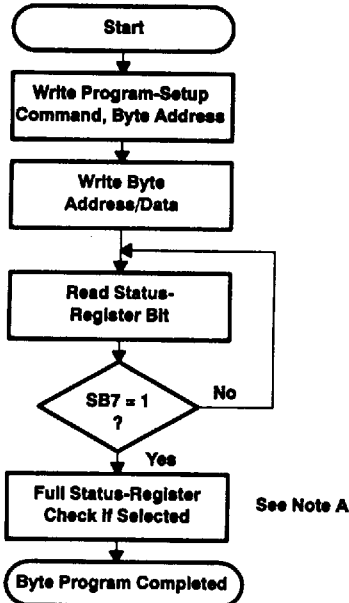 Start
Write Program-Setup
Command, Byte Address
Write Byte
Address/Data
Read Status-
Register Bit
SB7 = 1
?
No
Yes
Full Status-Register
Check if Selected
See Note A
Byte Program Completed